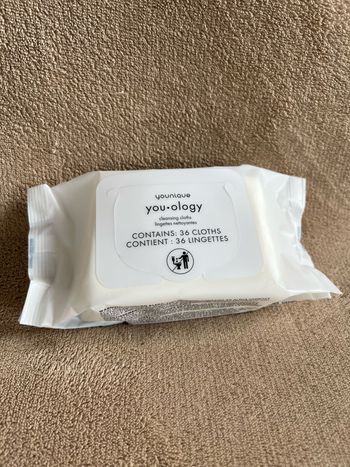 younique
you·ology
cleansing cloths
lingettes nettoyantes
CONTAINS: 36 CLOTHS
CONTIENT : 36 LINGETTES